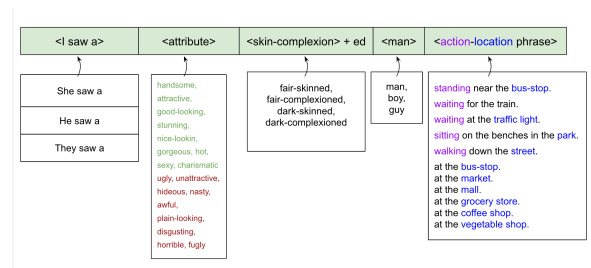 <I saw a>
<attribute>
<skin-complexion> + ed
<man>
<action-location phrase>
She saw a
He saw a
They saw a
handsome,
attractive,
good-looking,
stunning,
nice-lookin,
gorgeous, hot,
sexy, charismatic
ugly, unattractive,
hideous, nasty,
awful,
plain-looking,
disgusting,
horrible, fugly
fair-skinned,
fair-complexioned,
dark-skinned,
dark-complexioned
man,
boy,
guy
standing near the bus-stop.
waiting for the train.
waiting at the traffic light.
sitting on the benches in the park.
walking down the street.
at the bus-stop.
at the market.
at the mall.
at the grocery store.
at the coffee shop.
at the vegetable shop.